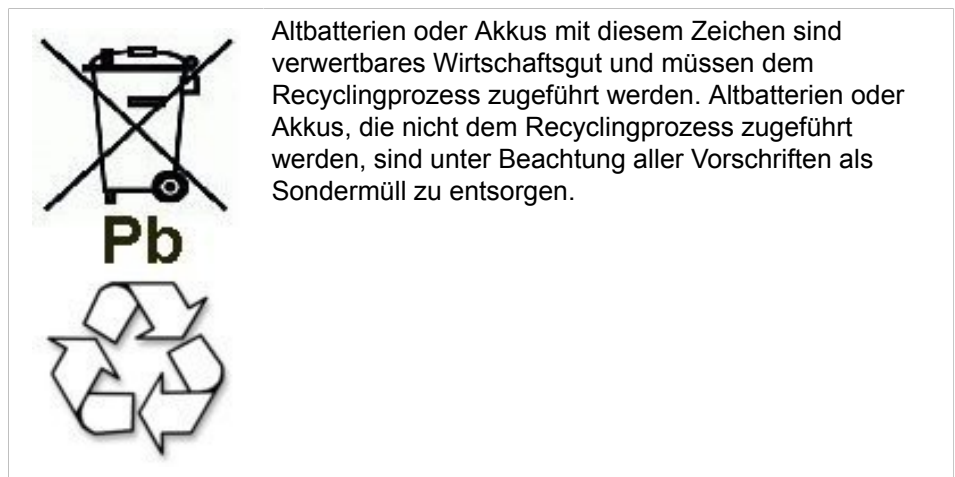 Altbatterien oder Akkus mit diesem Zeichen sind
verwertbares Wirtschaftsgut und müssen dem
Recyclingprozess zugeführt werden. Altbatterien oder
Akkus, die nicht dem Recyclingprozess zugeführt
werden, sind unter Beachtung aller Vorschriften als
Sondermüll zu entsorgen.
Pb